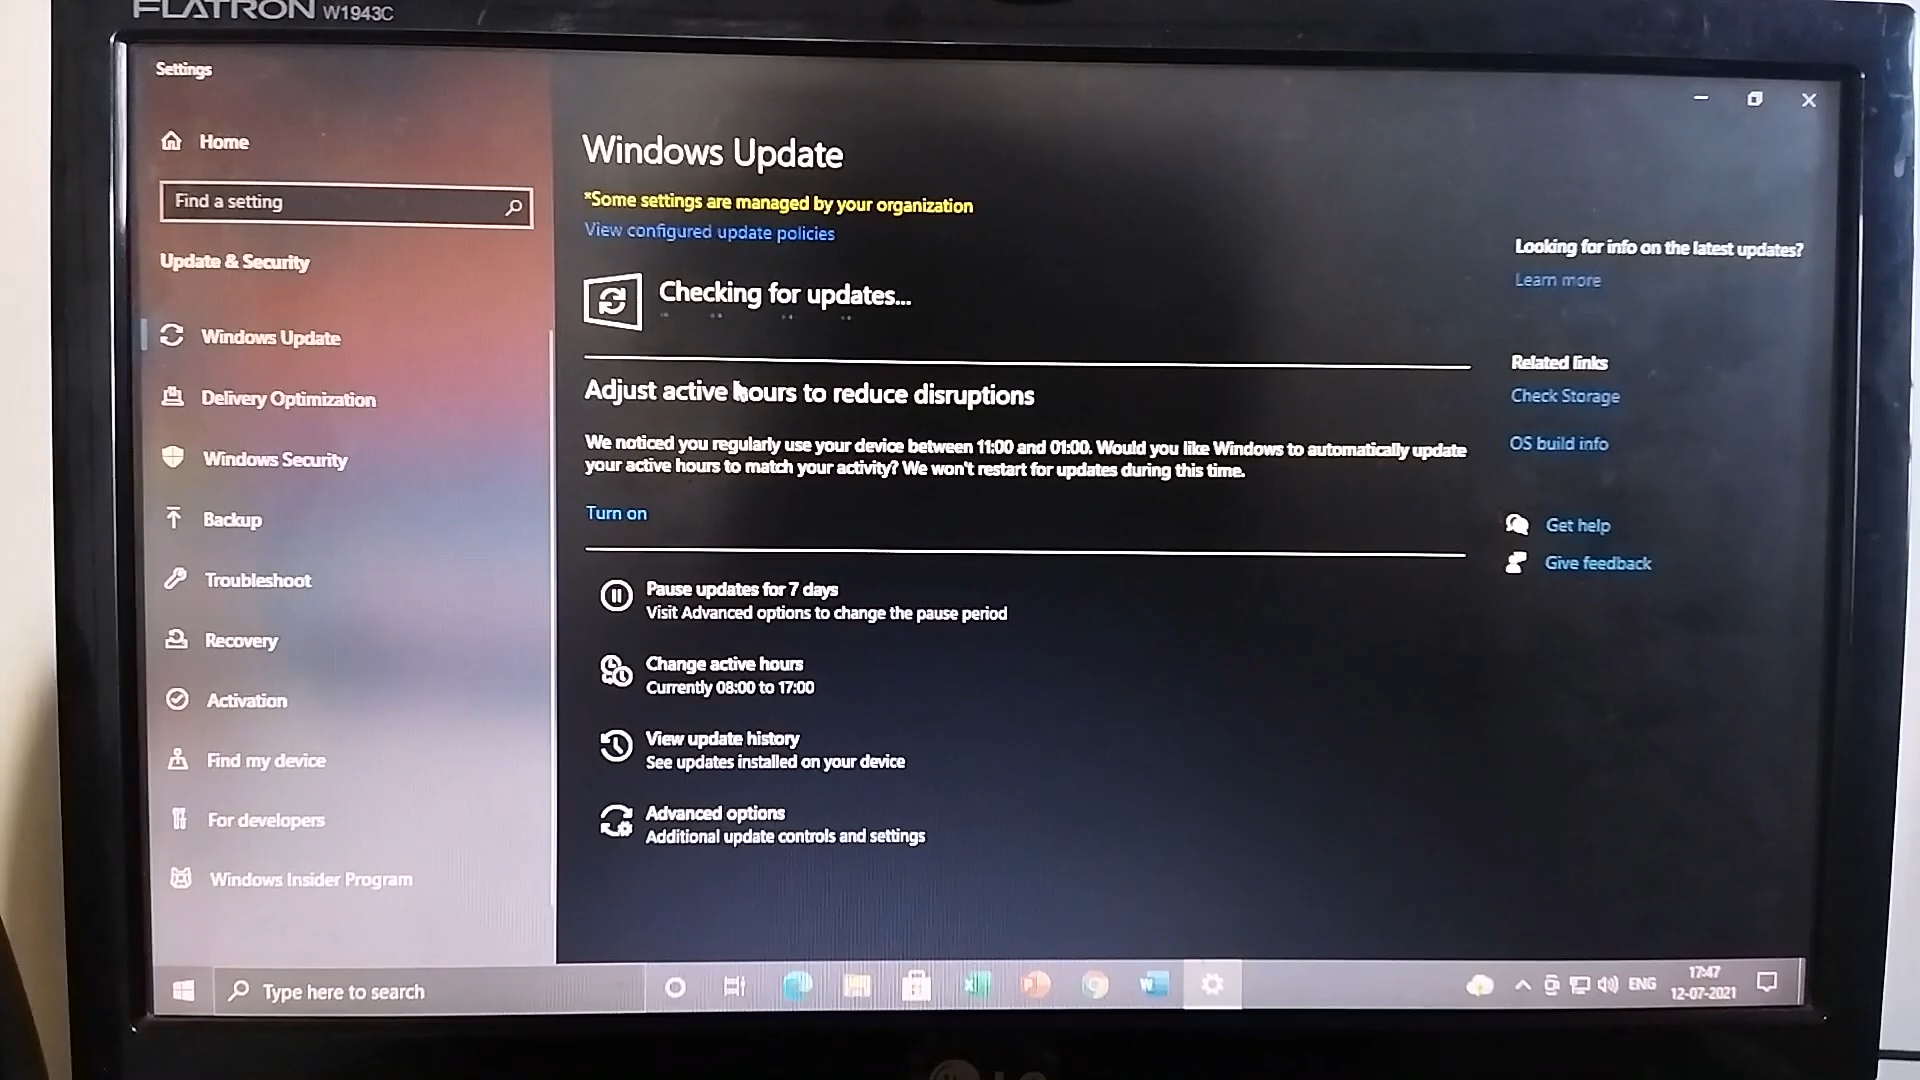 FLATRON W1943C
Settings
Home
Find a setting
Update & Security
Windows Update
Delivery Optimization
Windows Security
Backup
Troubleshoot
Recovery
Activation
Find my device
For developers
Windows Insider Program
Windows Update
*Some settings are managed by your organization
View configured update policies
Checking for updates...
Adjust active hours to reduce disruptions
We noticed you regularly use your device between 11:00 and 01:00. Would you like Windows to automatically update
your active hours to match your activity? We won't restart for updates during this time.
Turn on
Pause updates for 7 days
Visit Advanced options to change the pause period
Change active hours
Currently 08:00 to 17:00
View update history
See updates installed on your device
Advanced options
Additional update controls and settings
Looking for info on the latest updates?
Learn more
Related links
Check Storage
OS build info
Get help
Give feedback
Type here to search
ENG
17:47
12-07-2021
LG